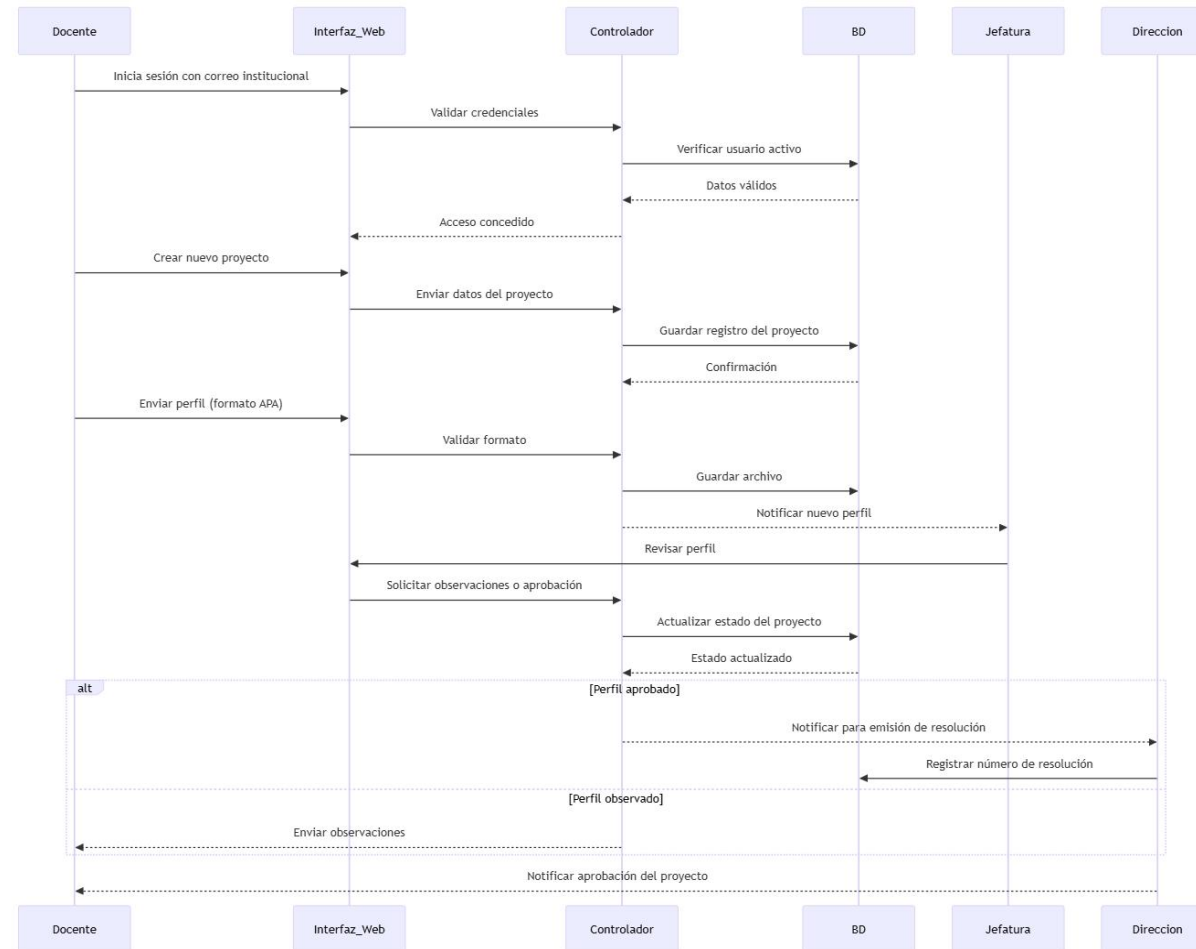 Docente
Interfaz_Web
Controlador
BD
Jefatura
Direccion
Inicia sesión con correo institucional
Validar credenciales
Verificar usuario activo
Datos válidos
Acceso concedido
Crear nuevo proyecto
Enviar datos del proyecto
Guardar registro del proyecto
Confirmación
Enviar perfil (formato APA)
Validar formato
Guardar archivo
Notificar nuevo perfil
Revisar perfil
Solicitar observaciones o aprobación
Actualizar estado del proyecto
Estado actualizado
alt
[Perfil aprobado]
Notificar para emisión de resolución
Registrar número de resolución
[Perfil observado]
Enviar observaciones
Notificar aprobación del proyecto
Docente
Interfaz_Web
Controlador
BD
Jefatura
Direccion